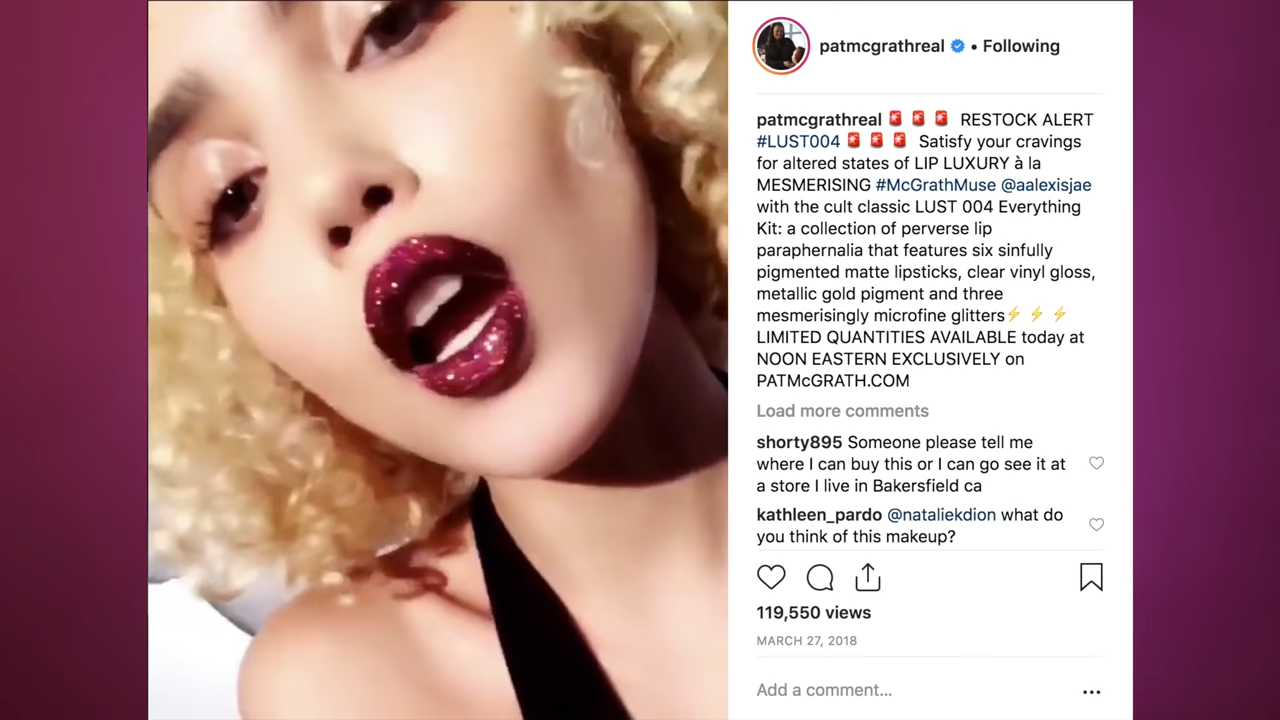 patmcgrathreal • Following
patmcgrathreal 🚨 🚨 🚨 RESTOCK ALERT
#LUST004 🚨 🚨 🚨 Satisfy your cravings
for altered states of LIP LUXURY à la
MESMERISING #McGrathMuse @aalexisjae
with the cult classic LUST 004 Everything
Kit: a collection of perverse lip
paraphernalia that features six sinfully
pigmented matte lipsticks, clear vinyl gloss,
metallic gold pigment and three
mesmerisingly microfine glitters⚡⚡⚡
LIMITED QUANTITIES AVAILABLE today at
NOON EASTERN EXCLUSIVELY on
PATMcGRATH.COM
Load more comments
shorty895 Someone please tell me
where I can buy this or I can go see it at
a store I live in Bakersfield ca
kathleen_pardo @nataliekdion what do
you think of this makeup?
119,550 views
MARCH 27, 2018
Add a comment...